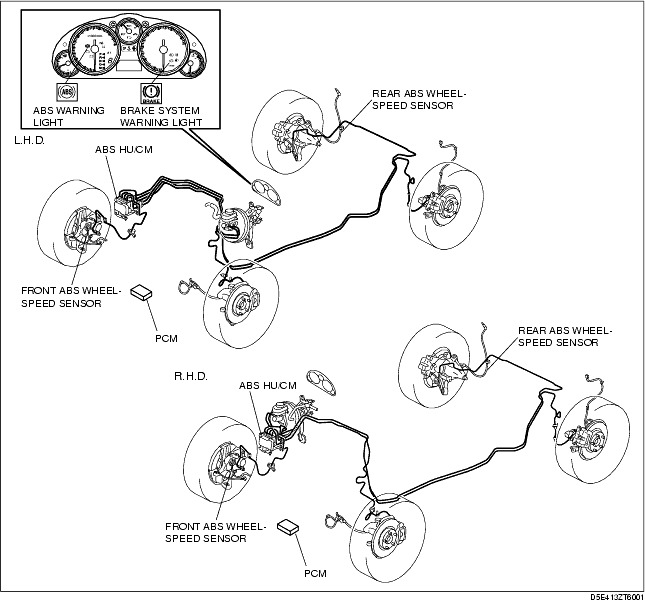 ABS
BRAKE
ABS WARNING
LIGHT
BRAKE SYSTEM
WARNING LIGHT
REAR ABS WHEEL-
SPEED SENSOR
L.H.D.
ABS HU/CM
FRONT ABS WHEEL-
SPEED SENSOR
PCM
R.H.D.
ABS HU/CM
REAR ABS WHEEL-
SPEED SENSOR
FRONT ABS WHEEL-
SPEED SENSOR
PCM
D5E413ZT6001